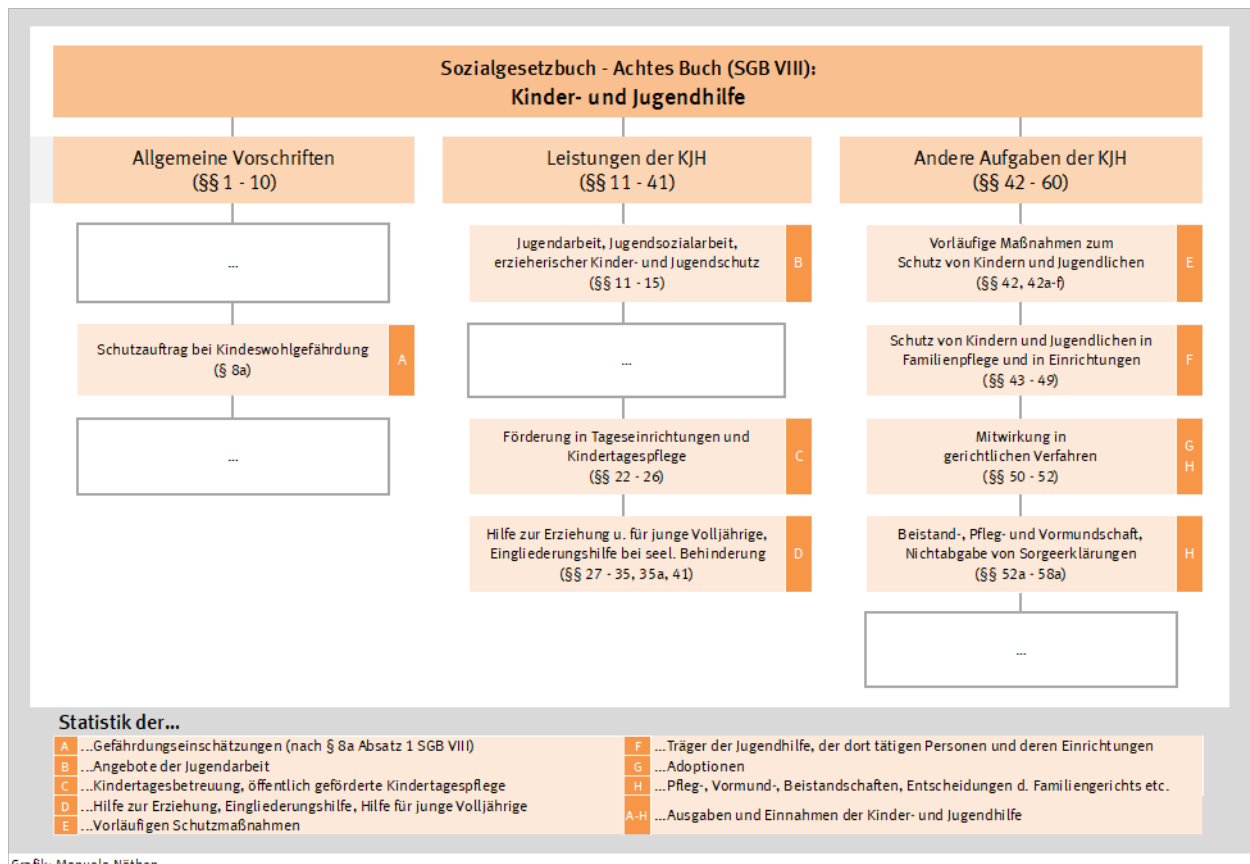 Sozialgesetzbuch - Achtes Buch (SGB VIII):
Kinder- und Jugendhilfe
Allgemeine Vorschriften
(§§ 1 - 10)
...
Schutzauftrag bei Kindeswohlgefährdung
(§ 8a)
A
...
Leistungen der KJH
(§§ 11 - 41)
Jugendarbeit, Jugendsozialarbeit,
erzieherischer Kinder- und Jugendschutz
(§§ 11 - 15)
B
...
Förderung in Tageseinrichtungen und
Kindertagespflege
(§§ 22 - 26)
C
Hilfe zur Erziehung u. für junge Volljährige,
Eingliederungshilfe bei seel. Behinderung
(§§ 27 - 35, 35a, 41)
D
Andere Aufgaben der KJH
(§§ 42 - 60)
Vorläufige Maßnahmen zum
Schutz von Kindern und Jugendlichen
(§§ 42, 42a-f)
E
Schutz von Kindern und Jugendlichen in
Familienpflege und in Einrichtungen
(§§ 43 - 49)
F
Mitwirkung in
gerichtlichen Verfahren
(§§ 50 - 52)
G
H
Beistand-, Pfleg- und Vormundschaft,
Nichtabgabe von Sorgeerklärungen
(§§ 52a - 58a)
H
...
Statistik der...
A ...Gefährdungseinschätzungen (nach § 8a Absatz 1 SGB VIII)
B ...Angebote der Jugendarbeit
C ...Kindertagesbetreuung, öffentlich geförderte Kindertagespflege
D ...Hilfe zur Erziehung, Eingliederungshilfe, Hilfe für junge Volljährige
E ...Vorläufigen Schutzmaßnahmen
F ...Träger der Jugendhilfe, der dort tätigen Personen und deren Einrichtungen
G ...Adoptionen
H ...Pfleg-, Vormund-, Beistandschaften, Entscheidungen d. Familiengerichts etc.
A-H ...Ausgaben und Einnahmen der Kinder- und Jugendhilfe